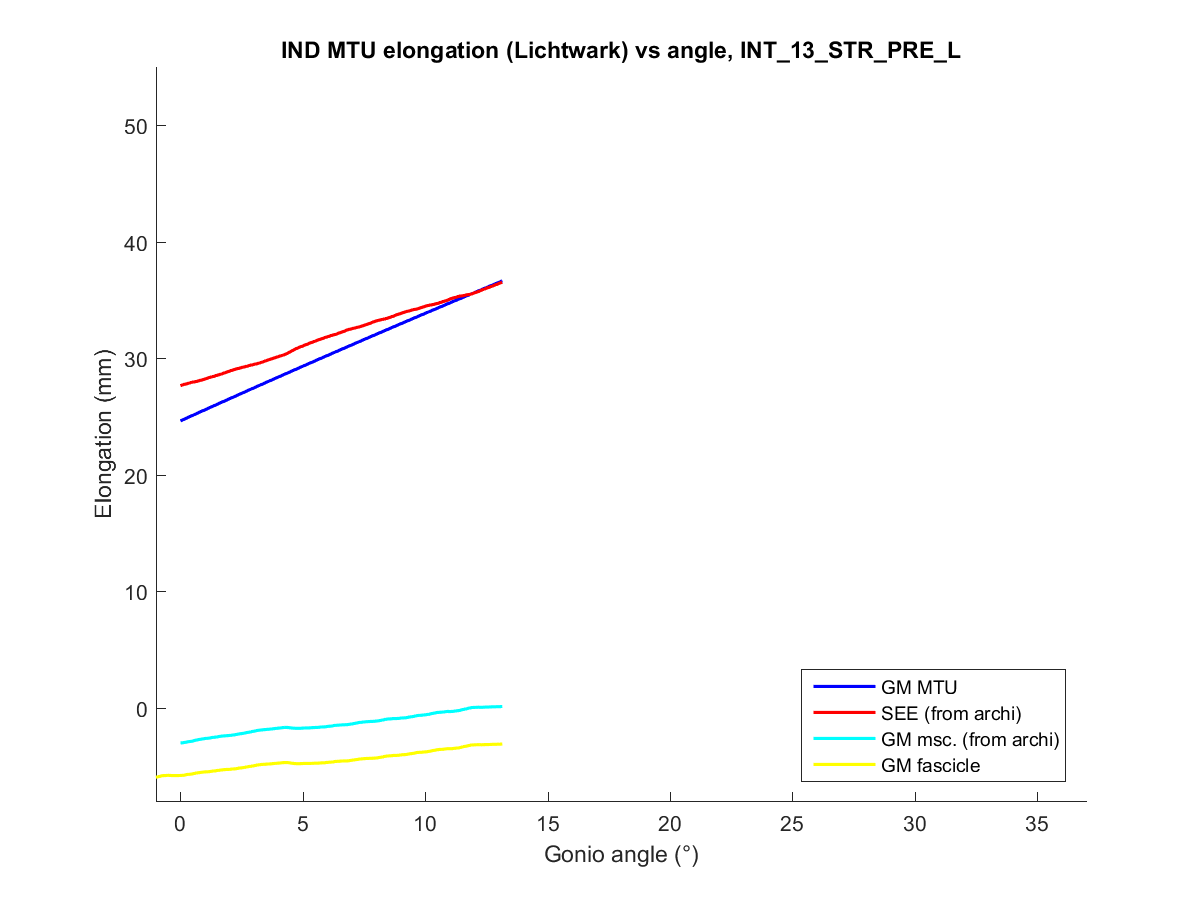 IND MTU elongation (Lichtwark) vs angle, INT_13_STR_PRE_L
50
40
30
20
10
0
Elongation (mm)
0 5 10 15 20 25 30 35
Gonio angle (°)
GM MTU
SEE (from archi)
GM msc. (from archi)
GM fascicle